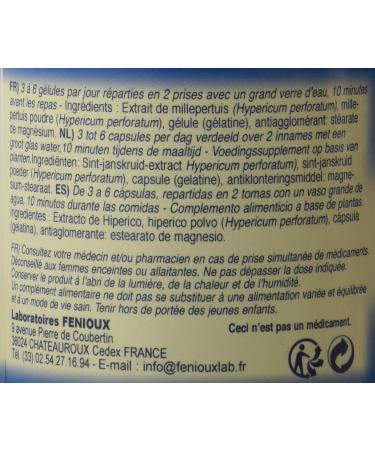 FR) 3 à 6 gélules par jour réparties en 2 prises avec un grand verre d'eau, 10 minutes
avant les repas - Ingrédients : Extrait de millepertuis (Hypericum perforatum), mille-
pertuis poudre (Hypericum perforatum), gélule (gélatine), antiagglomérant: stéarate
de magnésium. NL) 3 tot 6 capsules per dag verdeeld over 2 innames met een
groot glas water,10 minuten tijdens de maaltijd - Voedingssupplement op basis van
planten.Ingrediënten: Sint-janskruid-extract Hypericum perforatum), sint-janskruid
poeder (Hypericum perforatum), capsule (gelatine), antiklonteringsmiddel: magne-
sium-stearaat. ES) De 3 a 6 cápsulas, repartidas en 2 tomas con un vaso grande de
agua, 10 minutos durante las comidas - Complemento alimenticio a base de plantas.
Ingredientes : Extracto de Hiperico, hiperico polvo (Hypericum perforatum), cápsula
(gelatina), antiaglomerante: estearato de magnesio.
FR) Consultez votre médecin et/ou pharmacien en cas de prise simultanée de médicaments.
Déconseillé aux femmes enceintes ou allaitantes. Ne pas dépasser la dose indiquée.
Conserver le produit à l'abri de la lumière, de la chaleur et de l'humidité.
Un complément alimentaire ne doit pas se substituer à une alimentation variée et équilibrée
et à un mode de vie sain. Tenir hors de portée des jeunes enfants.
Laboratoires FENIOUX
9 avenue Pierre de Coubertin
36024 CHATEAUROUX Cedex FRANCE
Tél. (33).02.54.27.16.94 - E-mail : info@feniouxlab.fr
Ceci n'est pas un médicament.